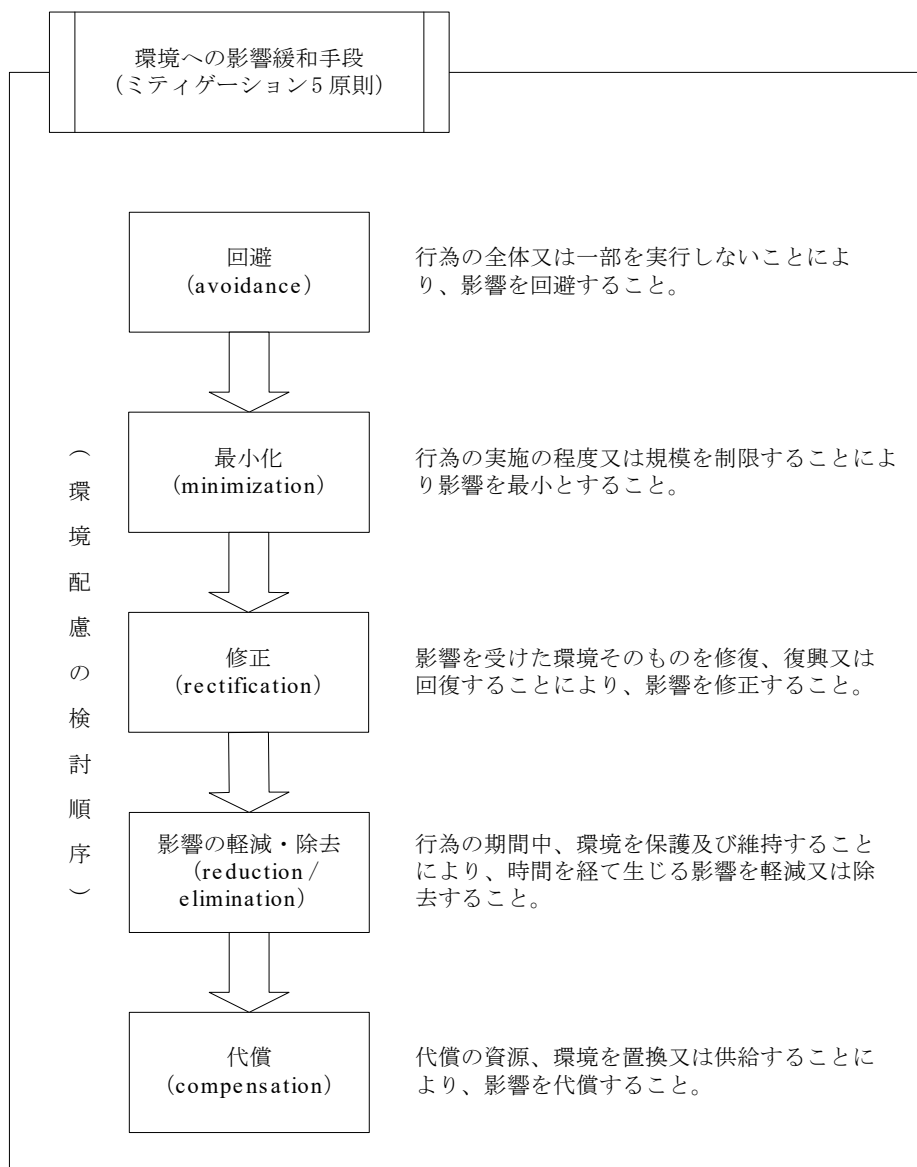 環境への影響緩和手段
(ミティゲーション5原則)
回避
(avoidance)
行為の全体又は一部を実行しないことによ
り、影響を回避すること。
最小化
(minimization)
行為の実施の程度又は規模を制限することによ
り影響を最小とすること。
(環境配慮の検討順序)
修正
(rectification)
影響を受けた環境そのものを修復、復興又は
回復することにより、影響を修正すること。
影響の軽減・除去
(reduction /
elimination)
行為の期間中、環境を保護及び維持すること
により、時間を経て生じる影響を軽減又は除
去すること。
代償
(compensation)
代償の資源、環境を置換又は供給することに
より、影響を代償すること。